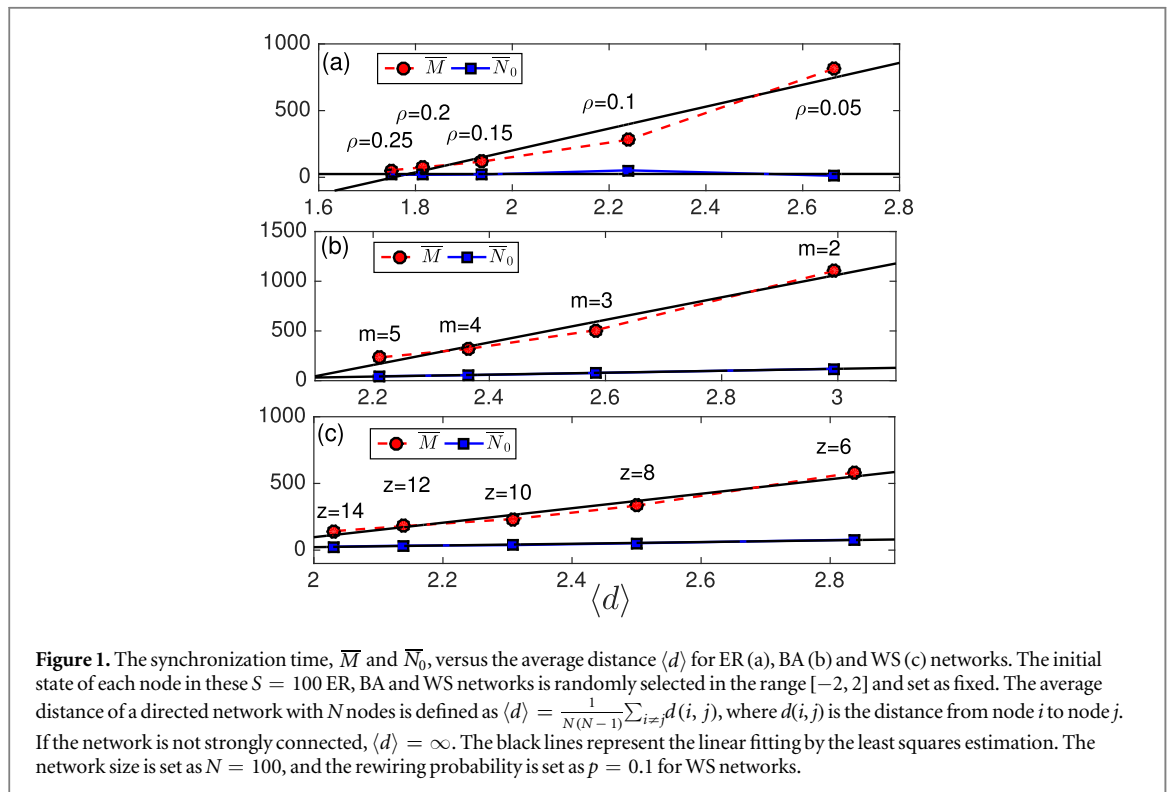 1000
(a)
M̅ N̅₀
ρ=0.1
ρ=0.2
500
ρ=0.05
ρ=0.15
ρ=0.25
0
1.6 1.8 2 2.2 2.4 2.6 2.8
1500
(b)
M̅ N̅₀
m=2
1000
m=3
500
m=4
m=5
0
2.2 2.4 2.6 2.8 3
1000
(c)
M̅ N̅₀
z=6
z=8
500
z=12
z=10
z=14
0
2 2.2 2.4 2.6 2.8
⟨d⟩
Figure 1. The synchronization time, M̅ and N̅₀, versus the average distance ⟨d⟩ for ER (a), BA (b) and WS (c) networks. The initial
state of each node in these S = 100 ER, BA and WS networks is randomly selected in the range [−2, 2] and set as fixed. The average
distance of a directed network with N nodes is defined as ⟨d⟩ = 1/N(N − 1) ∑i≠j d(i, j), where d(i, j) is the distance from node i to node j.
If the network is not strongly connected, ⟨d⟩ = ∞. The black lines represent the linear fitting by the least squares estimation. The
network size is set as N = 100, and the rewiring probability is set as p = 0.1 for WS networks.